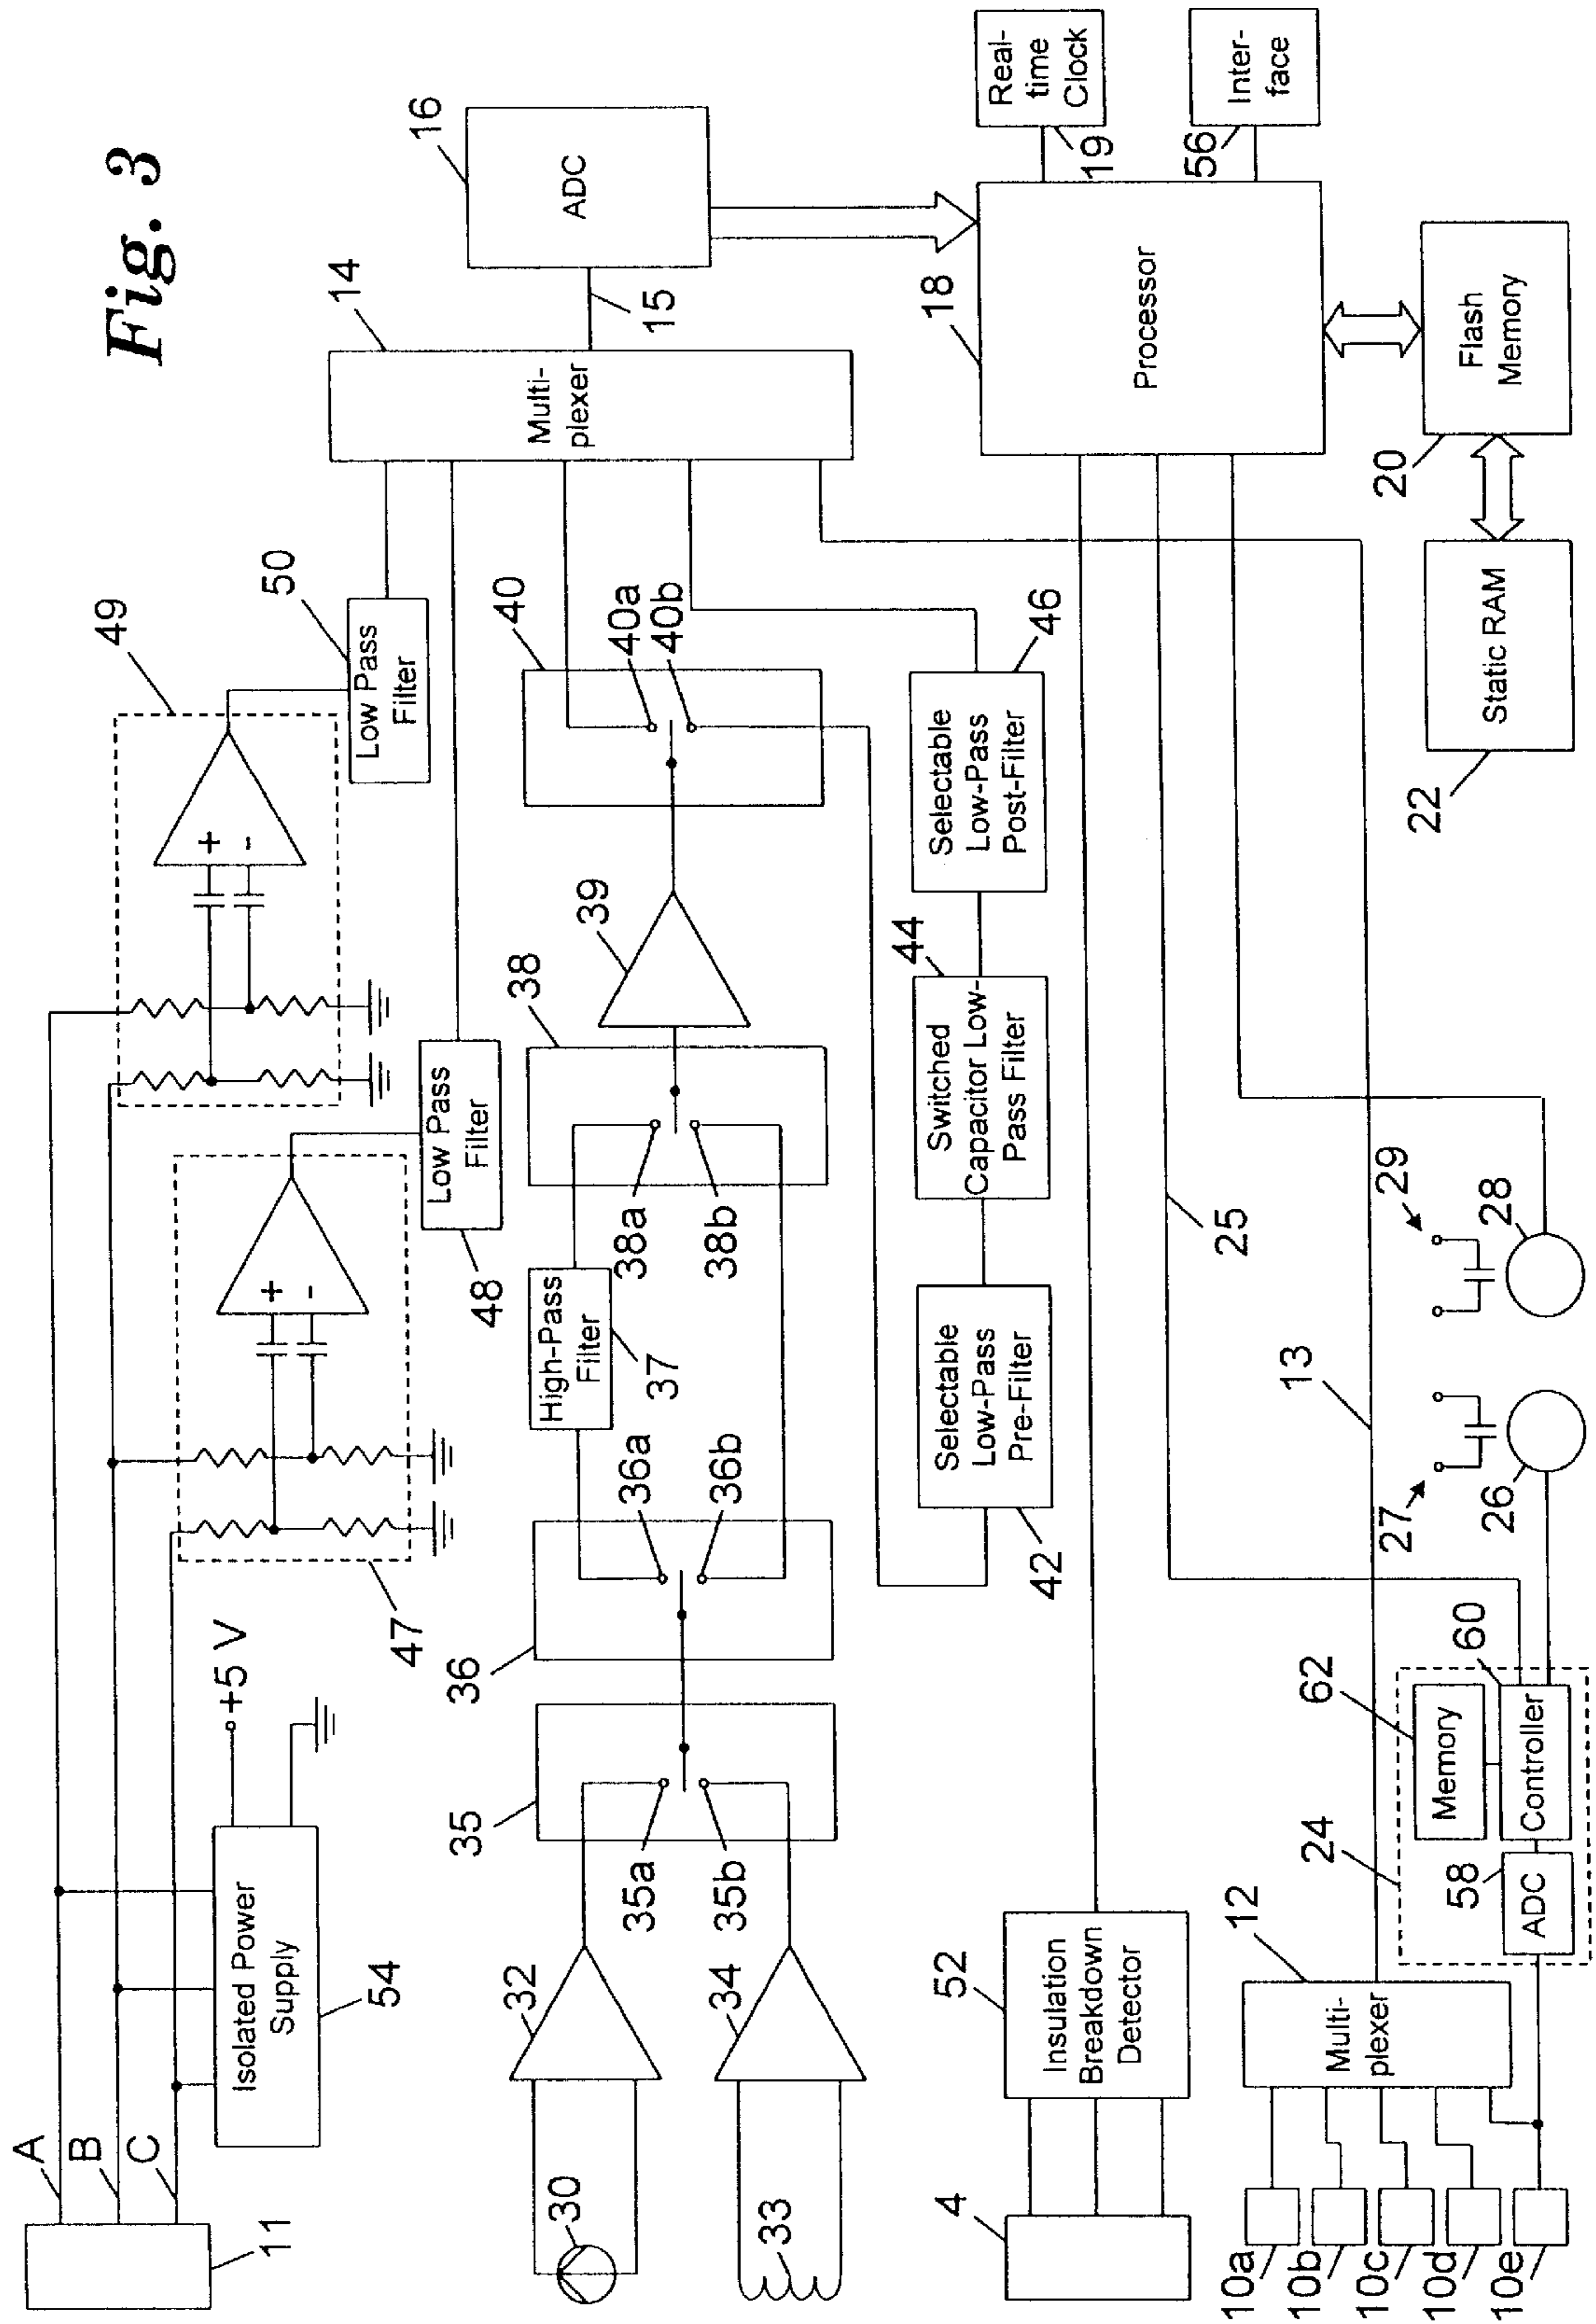 Fig. 3
A
B
C
11
Isolated Power
Supply
54
+5 V
47
+
-
Low Pass
Filter
48
49
+
-
50
Low Pass
Filter
30
32
33
34
35
35a
35b
36
36a
36b
High-Pass
Filter
37
38
38a
38b
39
40
40a
40b
14
Multi-
plexer
15
16
ADC
Selectable
Low-Pass
Pre-Filter
42
Switched
Capacitor Low-
Pass Filter
44
Selectable
Low-Pass
Post-Filter
46
4
52
Insulation
Breakdown
Detector
18
Processor
Real-
time
Clock
19
Inter-
face
56
Flash
Memory
20
Static RAM
22
10a
10b
10c
10d
10e
12
Multi-
plexer
13
24
58
ADC
Controller
60
Memory
62
25
26
27
28
29